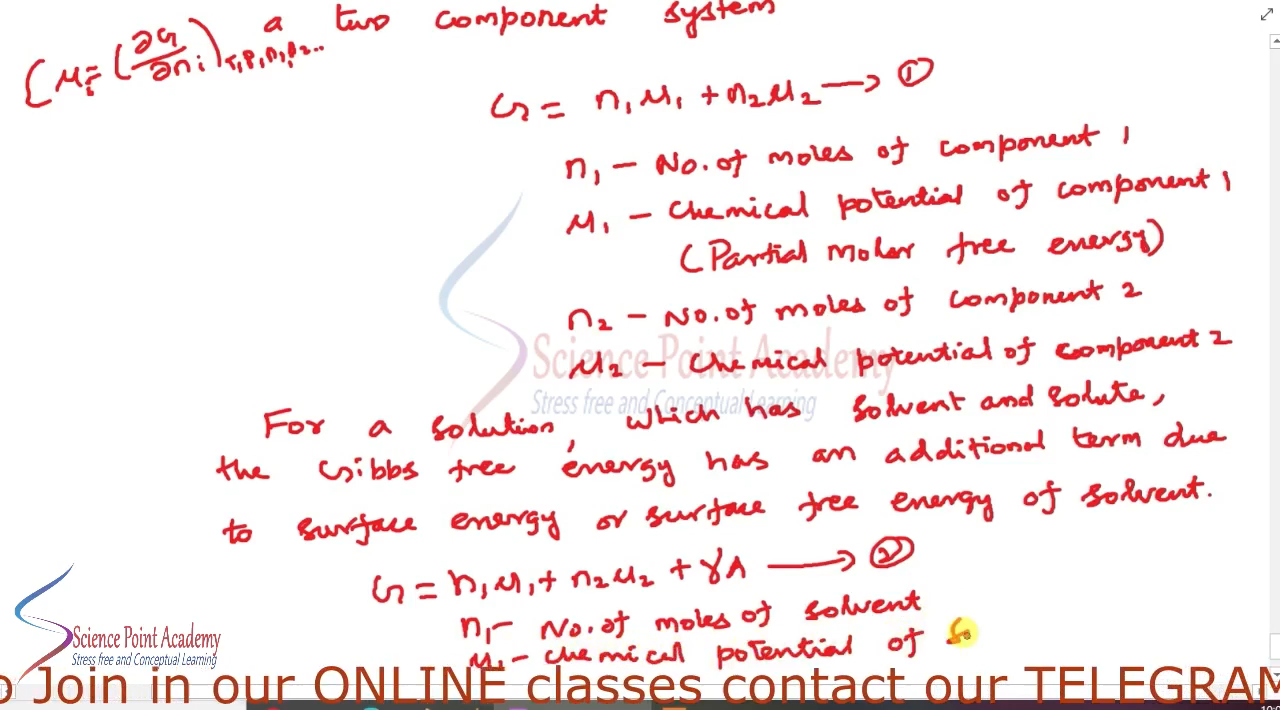 a two component system
(μi = (∂G/∂ni)T,P,n1,n2...
G = n1μ1 + n2μ2 → ①
n1 - No. of moles of component 1
μ1 - Chemical potential of component 1
(Partial molar free energy)
n2 - No. of moles of component 2
μ2 - Chemical potential of component 2
Science Point Academy
Stress free and Conceptual Learning
For a solution, which has solvent and solute,
the Gibbs free energy has an additional term due
to surface energy or surface free energy of solvent.
G = n1μ1 + n2μ2 + γA → ②
n1 - No. of moles of solvent
μ1 - chemical potential of so
Science Point Academy
Stress free and Conceptual Learning
o Join in our ONLINE classes contact our TELEGRAM